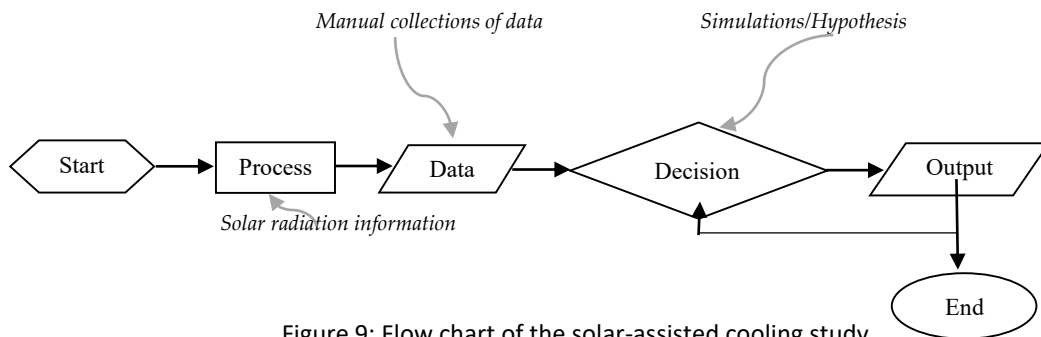 Manual collections of data
Simulations/Hypothesis
Start
Process
Data
Decision
Output
Solar radiation information
End
Figure 9: Flow chart of the solar-assisted cooling study